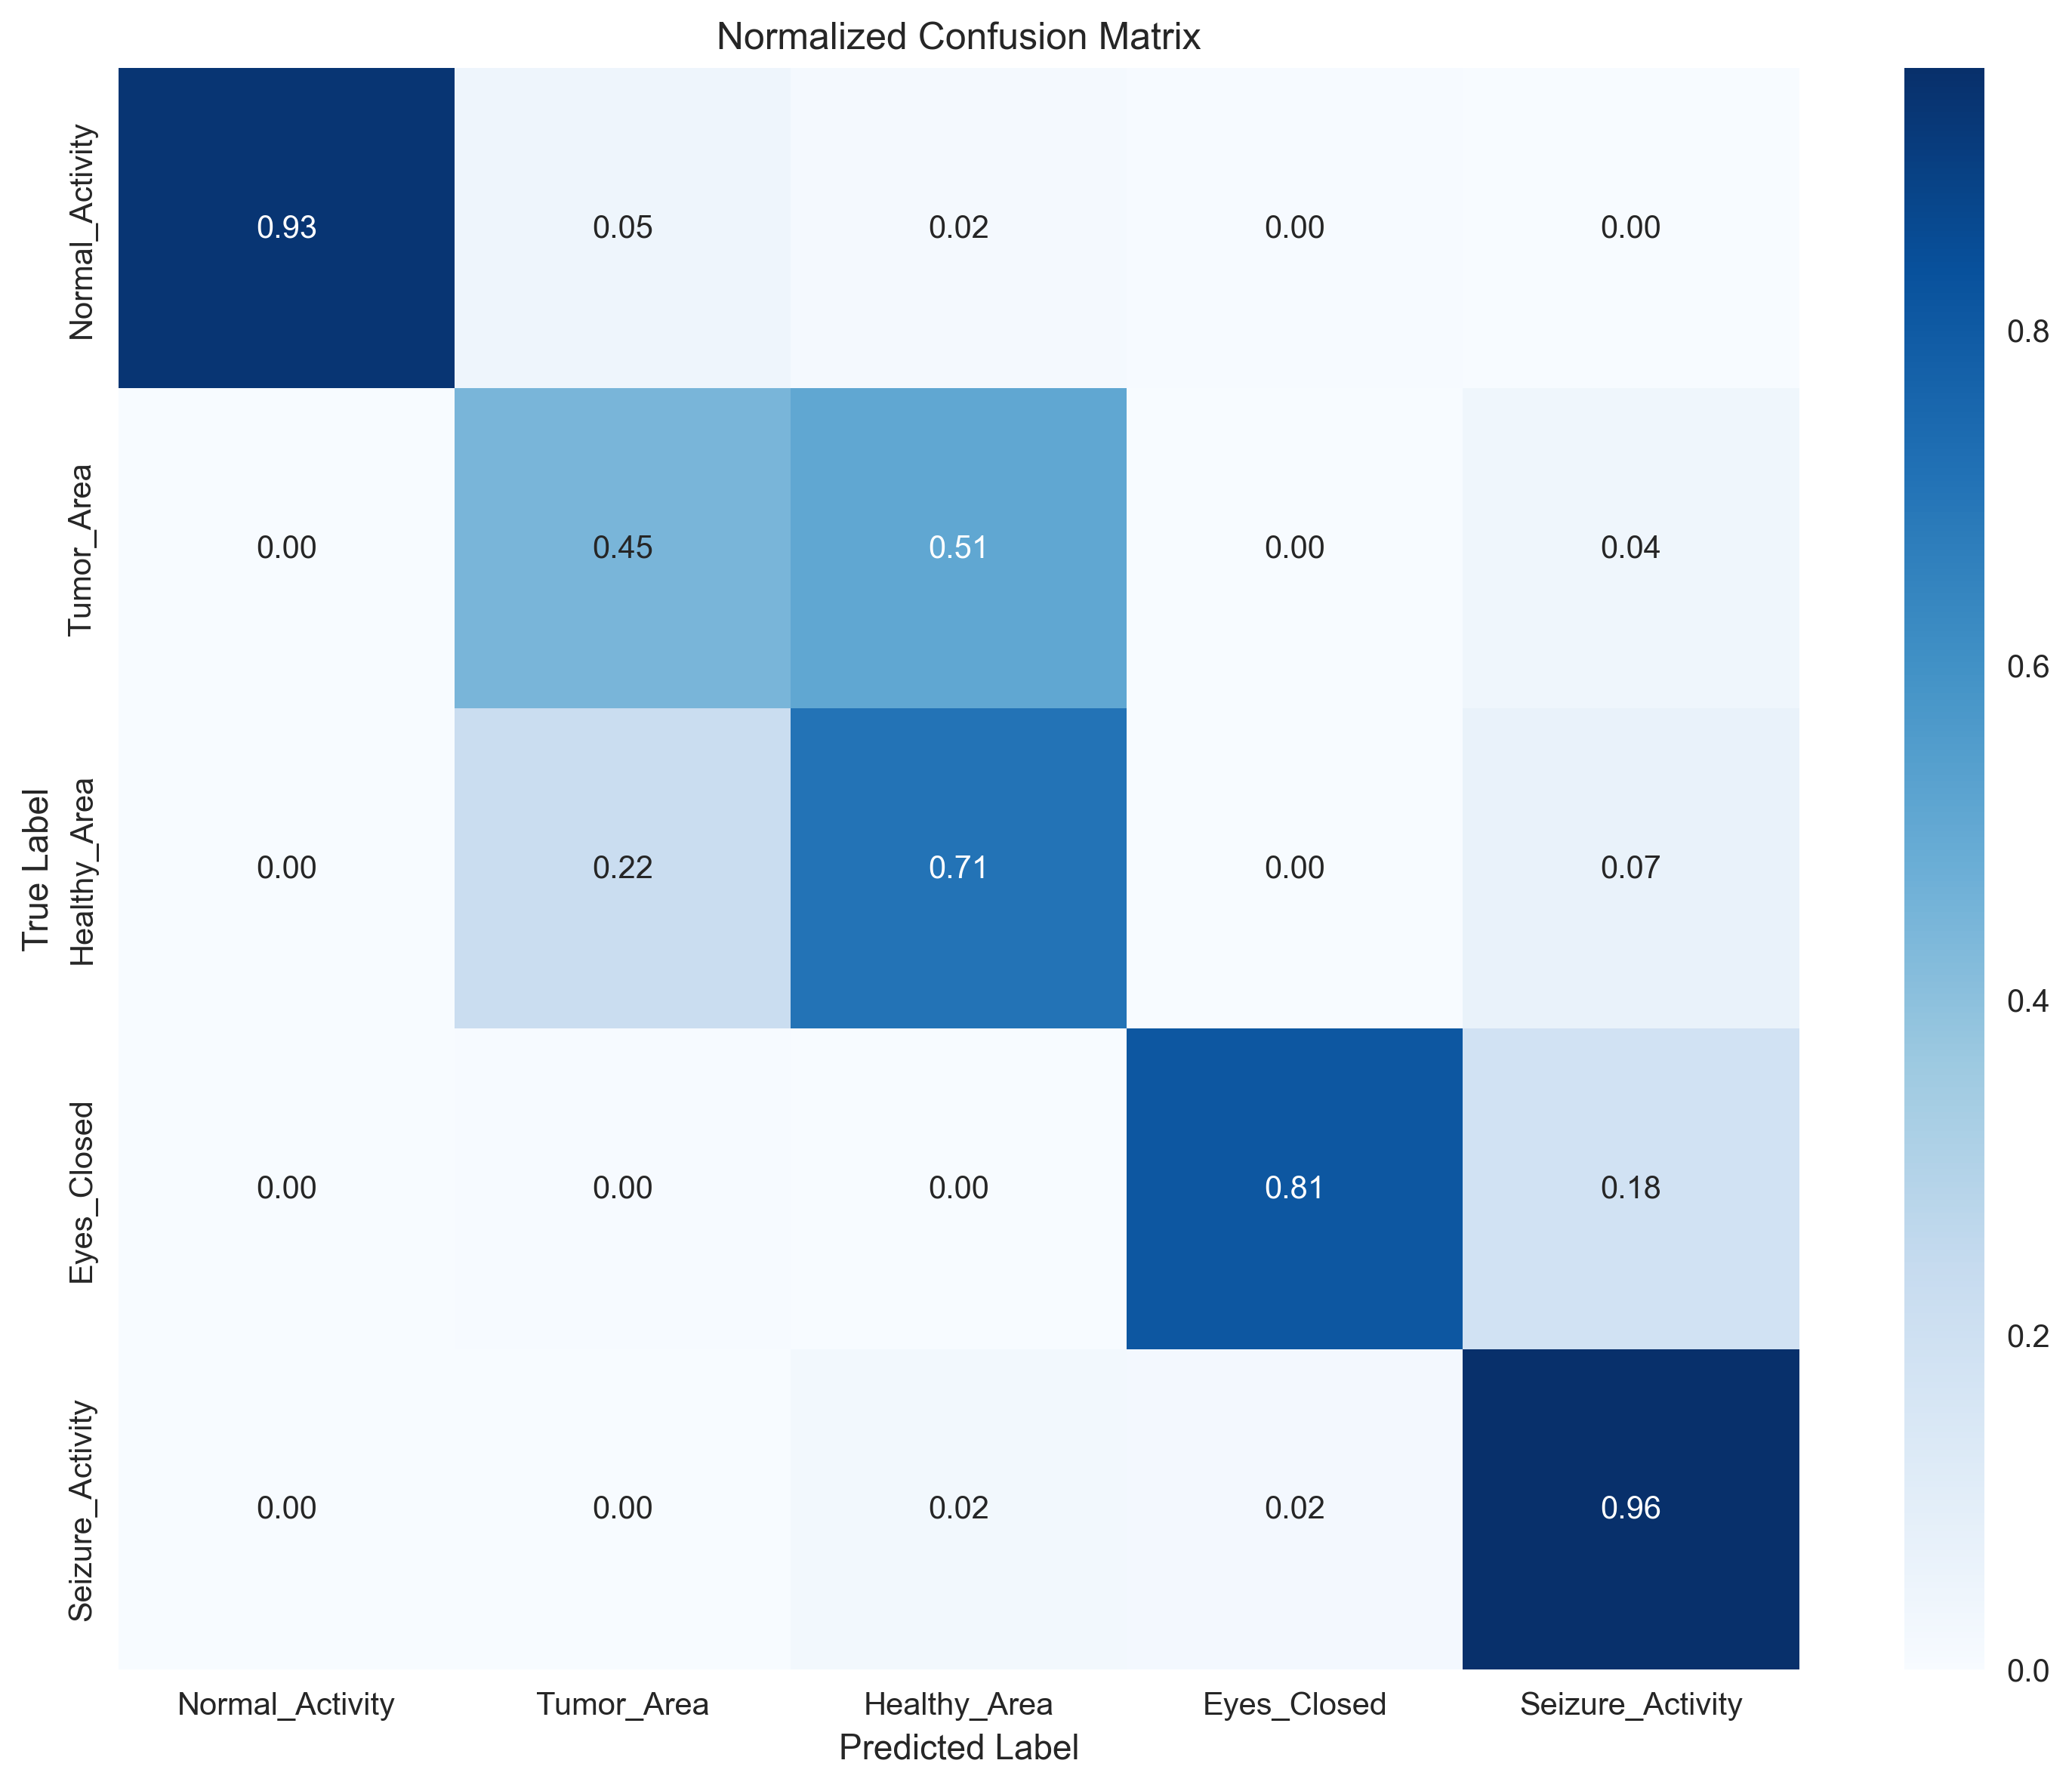 Normalized Confusion Matrix
True Label
Normal_Activity
0.93 0.05 0.02 0.00 0.00
Tumor_Area
0.00 0.45 0.51 0.00 0.04
Healthy_Area
0.00 0.22 0.71 0.00 0.07
Eyes_Closed
0.00 0.00 0.00 0.81 0.18
Seizure_Activity
0.00 0.00 0.02 0.02 0.96
Normal_Activity Tumor_Area Healthy_Area Eyes_Closed Seizure_Activity
Predicted Label
0.8
0.6
0.4
0.2
0.0